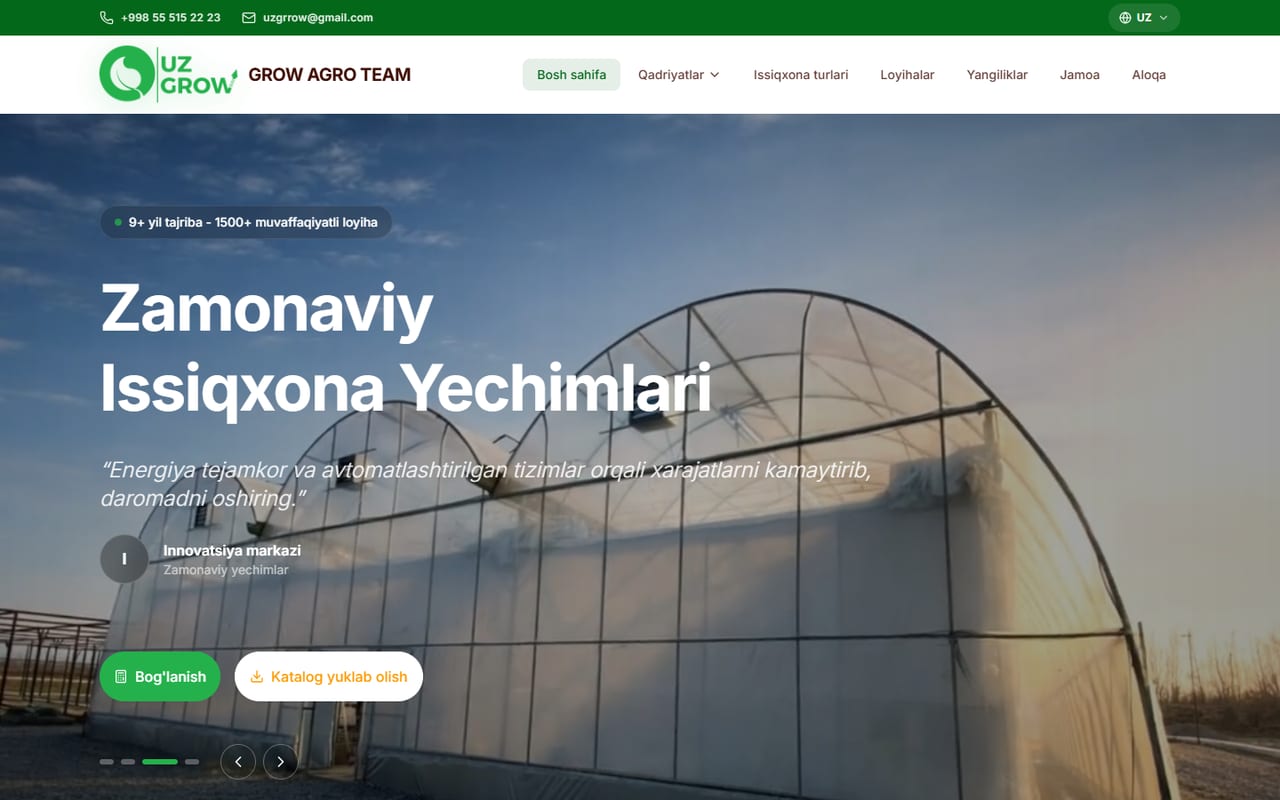 +998 55 515 22 23
uzgrrow@gmail.com
UZ
UZ
GROW
GROW AGRO TEAM
Bosh sahifa
Qadriyatlar
Issiqxona turlari
Loyihalar
Yangiliklar
Jamoa
Aloqa
9+ yil tajriba - 1500+ muvaffaqiyatli loyiha
Zamonaviy
Issiqxona Yechimlari
“Energiya tejamkor va avtomatlashtirilgan tizimlar orqali xarajatlarni kamaytirib,
daromadni oshiring.”
I
Innovatsiya markazi
Zamonaviy yechimlar
Bog'lanish
Katalog yuklab olish